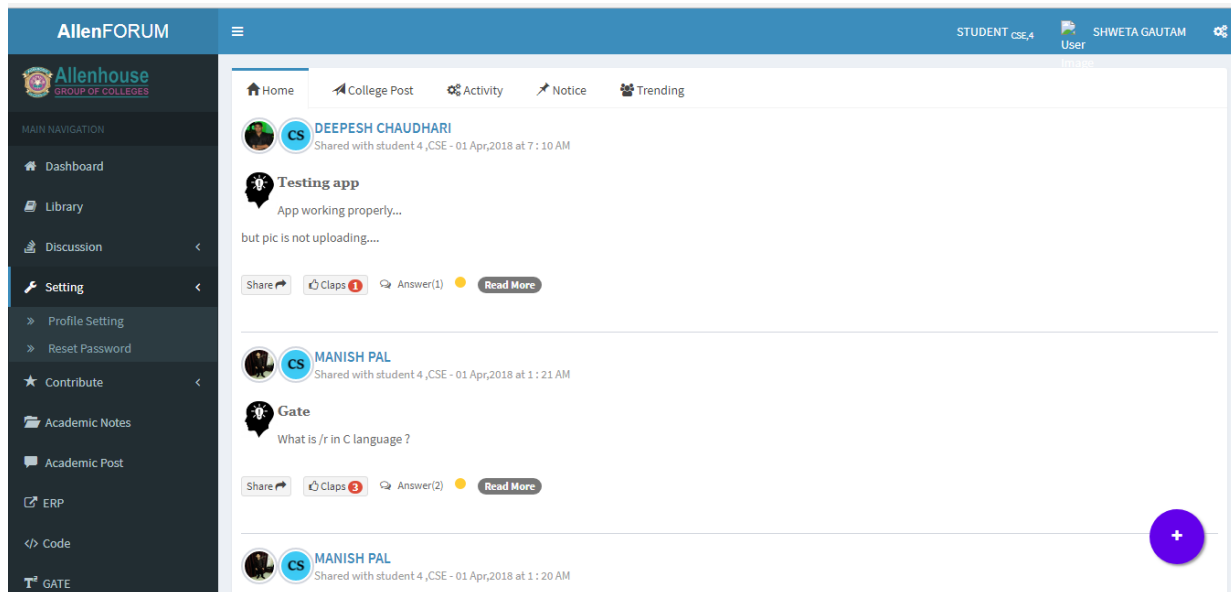 AllenFORUM
STUDENT CSE,4
User Image
SHWETA GAUTAM
Allenhouse
GROUP OF COLLEGES
MAIN NAVIGATION
Dashboard
Library
Discussion
Setting
Profile Setting
Reset Password
Contribute
Academic Notes
Academic Post
ERP
Code
GATE
Home College Post Activity Notice Trending
CS DEEPESH CHAUDHARI
Shared with student 4 ,CSE - 01 Apr,2018 at 7 : 10 AM
Testing app
App working properly...
but pic is not uploading....
Share Claps 1 Answer(1) Read More
CS MANISH PAL
Shared with student 4 ,CSE - 01 Apr,2018 at 1 : 21 AM
Gate
What is /r in C language ?
Share Claps 3 Answer(2) Read More
CS MANISH PAL
Shared with student 4 ,CSE - 01 Apr,2018 at 1 : 20 AM